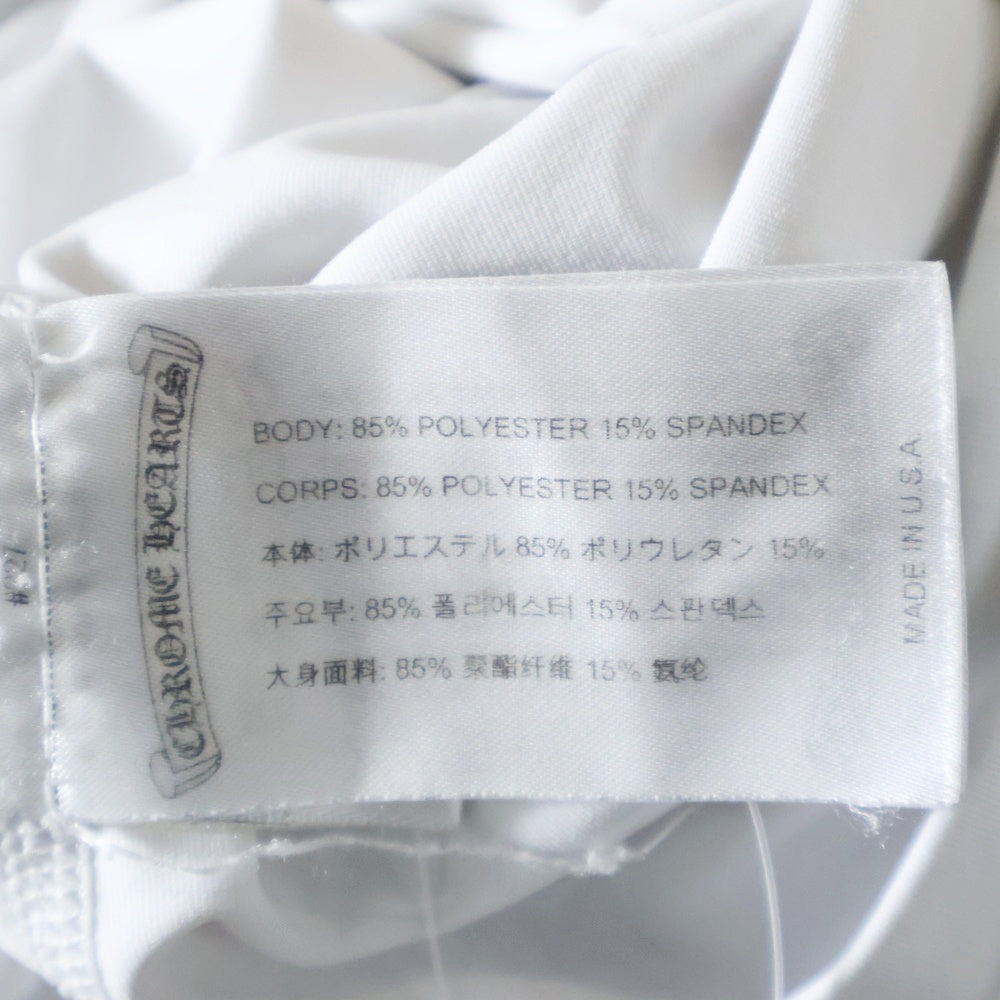 CHROME HEARTS
BODY: 85% POLYESTER 15% SPANDEX
CORPS: 85% POLYESTER 15% SPANDEX
本体: ポリエステル 85% ポリウレタン 15%
주요부: 85% 폴리에스터 15% 스판덱스
大身面料: 85% 聚酯纤维 15% 氨纶
MADE IN U.S.A.